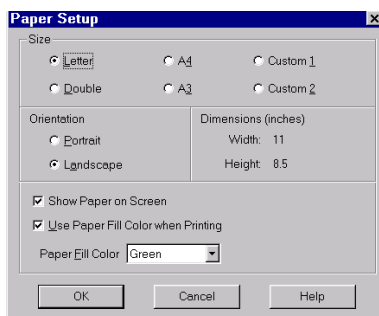 Paper Setup
Size
Letter A4 Custom 1
Double A3 Custom 2
Orientation Dimensions (inches)
Portrait Width: 11
Landscape Height: 8.5
Show Paper on Screen
Use Paper Fill Color when Printing
Paper Fill Color Green
OK Cancel Help